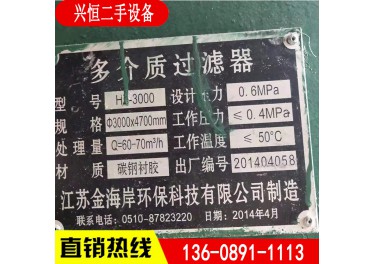 兴恒二手设备
多介质过滤器
型 号 HX-3000 设计压力 0.6MPa
规 格 Φ3000x4700mm 工作压力 ≤0.4MPa
处理量 Q=60-70m³/h 工作温度 ≤50℃
材 质 碳钢衬胶 出厂编号 201404058
江苏金海岸环保科技有限公司制造
联系电话: 0510-87823220 日期: 2014年4月
直销热线 136-0891-1113